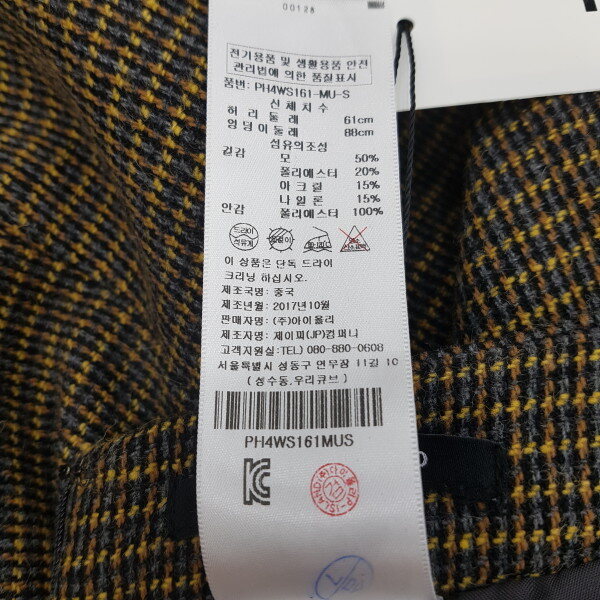 00128
전기용품 및 생활용품 안전
관리법에 의한 품질표시
품번: PH4WS161-MU-S
신체치수
허리둘레 61cm
엉덩이둘레 88cm
섬유의조성
겉감 모 50%
폴리에스터 20%
아크릴 15%
나일론 15%
안감 폴리에스터 100%
드라이
석유계
이 상품은 단독 드라이
크리닝 하십시오.
제조국명: 중국
제조년월: 2017년10월
판매자명: (주)아이올리
제조자명: 제이피(JP)컴퍼니
고객지원실:TEL) 080-880-0608
서울특별시 성동구 연무장 11길 10
(성수동,우리큐브)
PH4WS161MUS